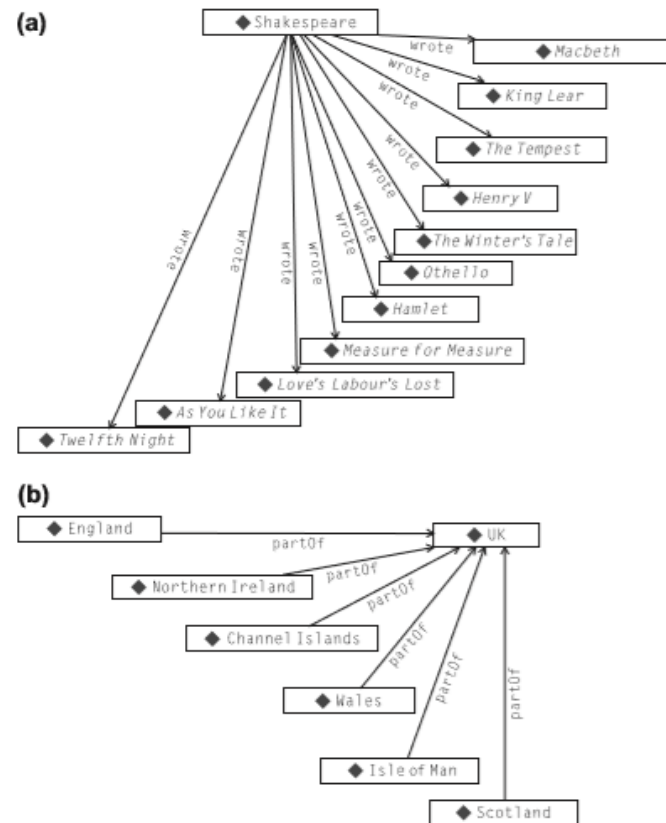 (a)
Shakespeare
wrote
Macbeth
wrote
King Lear
wrote
The Tempest
wrote
Henry V
wrote
The Winter's Tale
wrote
Othello
wrote
Hamlet
wrote
Measure for Measure
wrote
Love's Labour's Lost
As You Like It
wrote
Twelfth Night
(b)
England
partOf
UK
Northern Ireland
partOf
Channel Islands
partOf
Wales
partOf
Isle of Man
partOf
Scotland
partOf